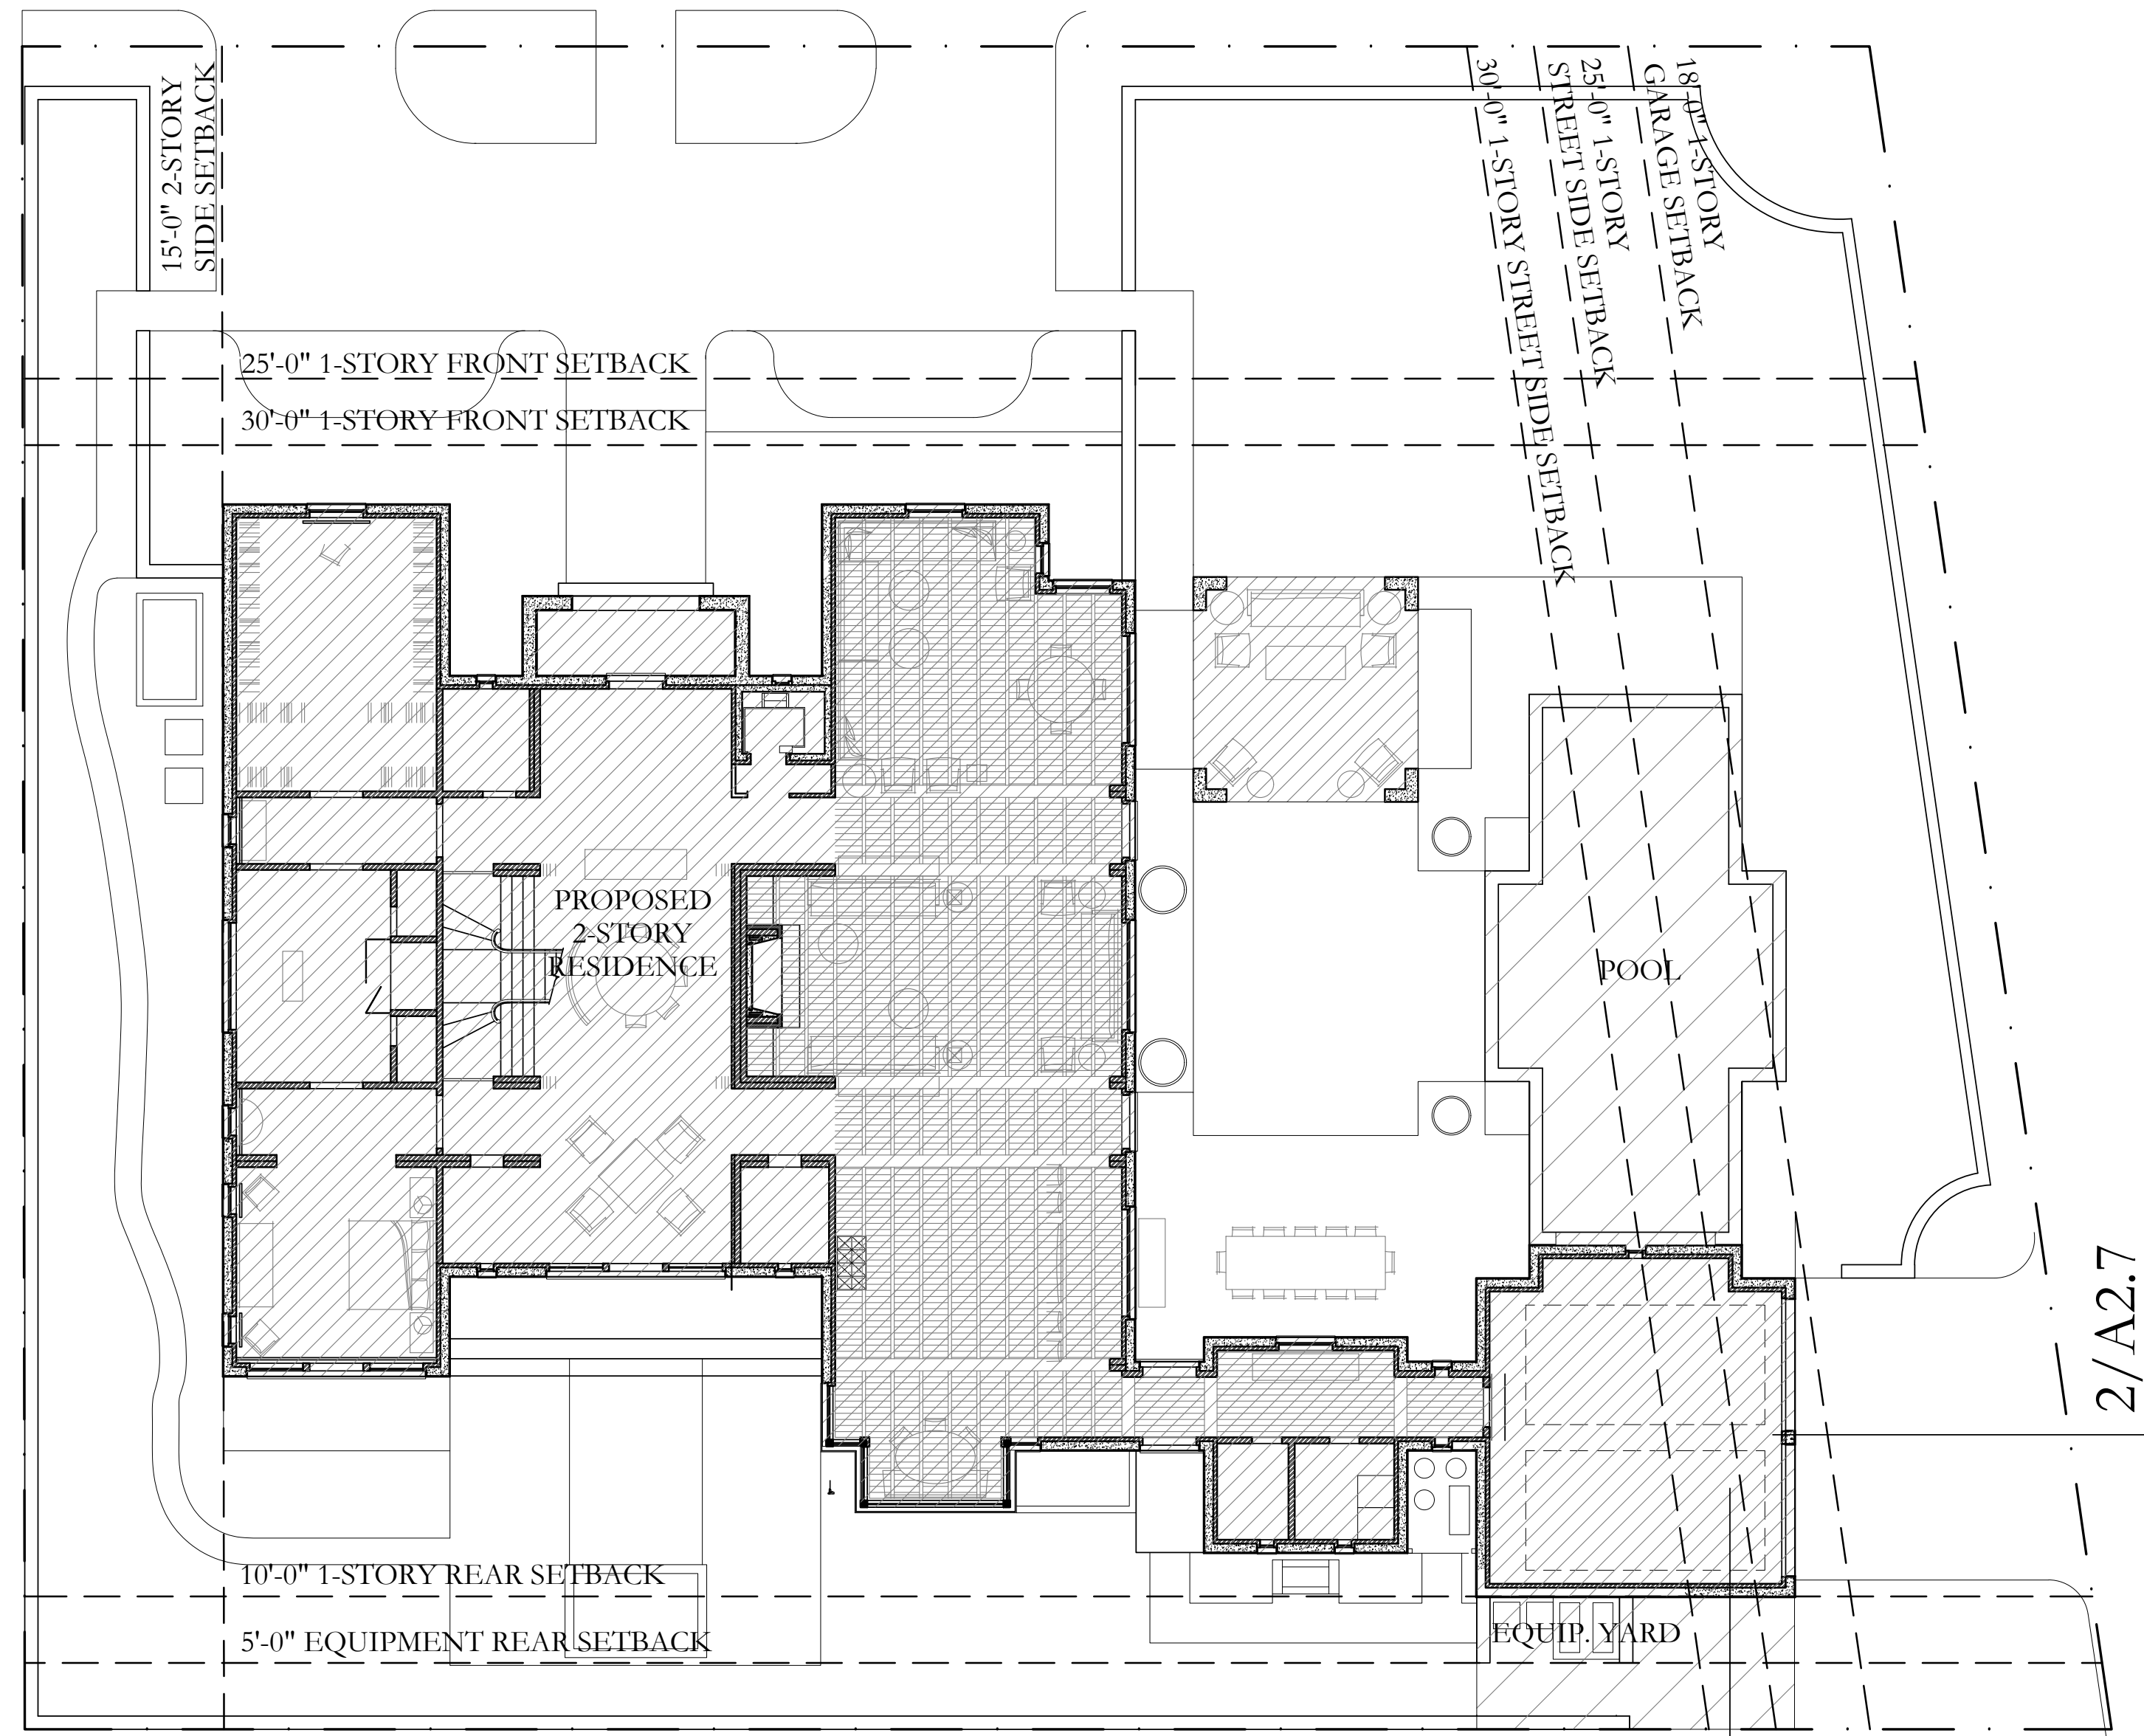 15'-0" 2-STORY
SIDE SETBACK
30'-0" 1-STORY STREET SIDE SETBACK
25'-0" 1-STORY
STREET SIDE SETBACK
18'-0" 1-STORY
GARAGE SETBACK
25'-0" 1-STORY FRONT SETBACK
30'-0" 1-STORY FRONT SETBACK
PROPOSED
2-STORY
RESIDENCE
POOL
2/ A2.7
10'-0" 1-STORY REAR SETBACK
5'-0" EQUIPMENT REAR SETBACK
EQUIP. YARD